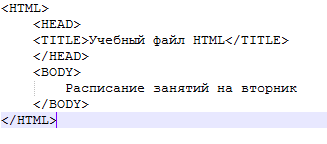 <HTML>
<HEAD>
<TITLE>Учебный файл HTML</TITLE>
</HEAD>
<BODY>
Расписание занятий на вторник
</BODY>
</HTML>